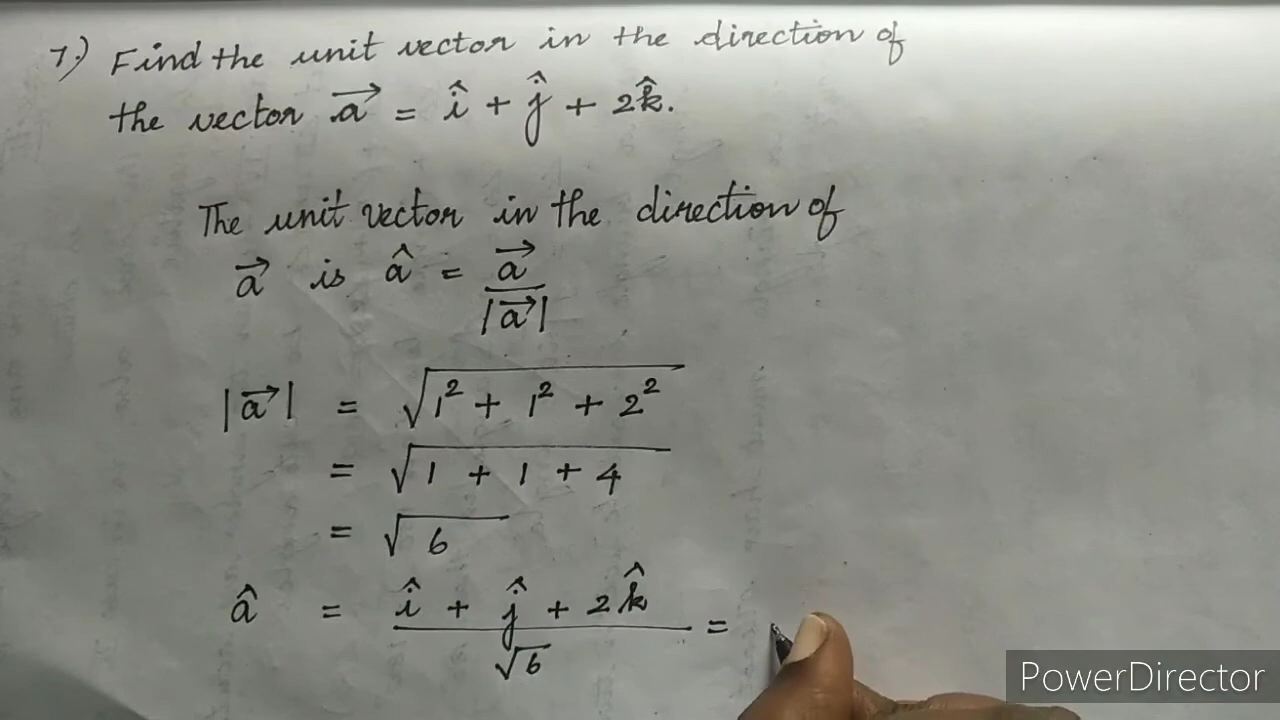 7.) Find the unit vector in the direction of
the vector a⃗ = î + ĵ + 2k̂.
The unit vector in the direction of
a⃗ is â = a⃗ / |a⃗|
|a⃗| = √(1² + 1² + 2²)
= √(1 + 1 + 4)
= √6
â = (î + ĵ + 2k̂) / √6 =
PowerDirector